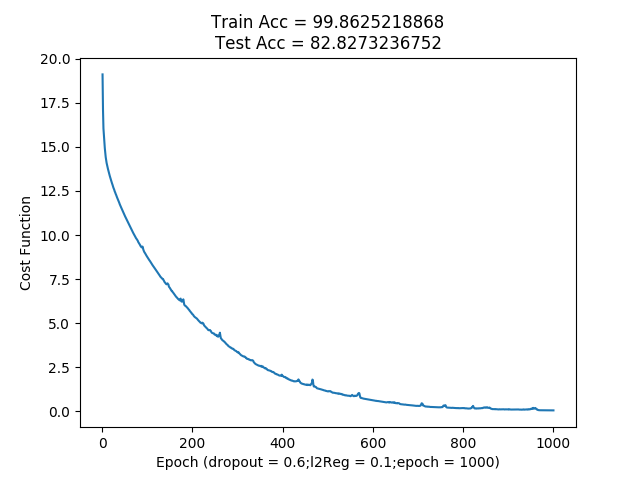 Train Acc = 99.8625218868
Test Acc = 82.8273236752
20.0
17.5
15.0
12.5
10.0
7.5
5.0
2.5
0.0
Cost Function
0 200 400 600 800 1000
Epoch (dropout = 0.6;l2Reg = 0.1;epoch = 1000)